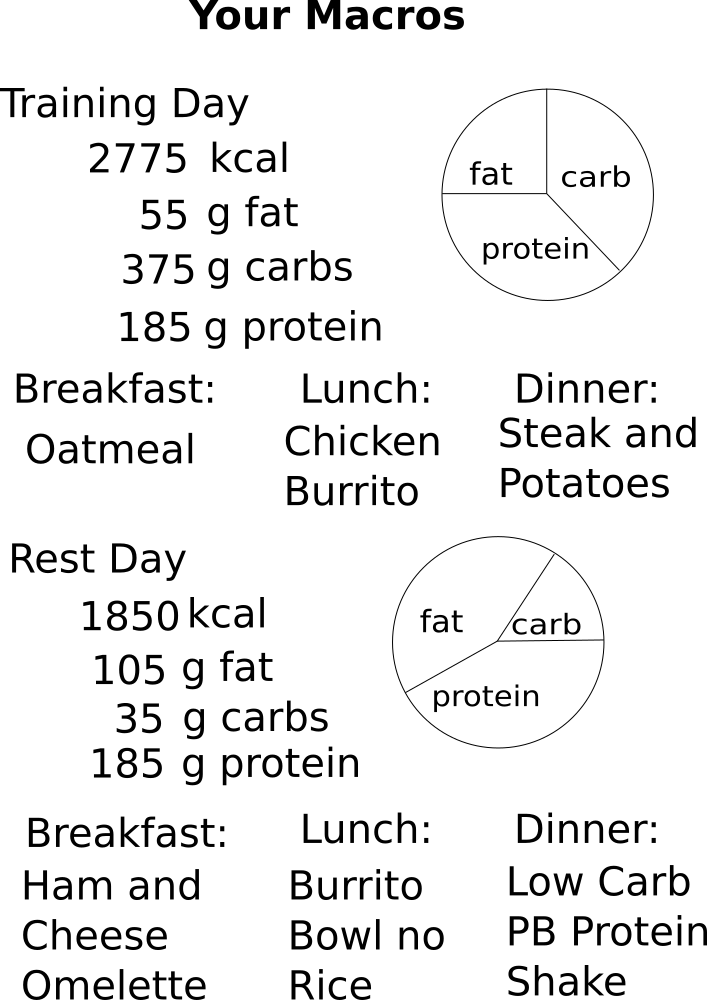 Your Macros
Training Day
2775 kcal
55 g fat
375 g carbs
185 g protein
fat
carb
protein
Breakfast:
Oatmeal
Lunch:
Chicken
Burrito
Dinner:
Steak and
Potatoes
Rest Day
1850 kcal
105 g fat
35 g carbs
185 g protein
fat
carb
protein
Breakfast:
Ham and
Cheese
Omelette
Lunch:
Burrito
Bowl no
Rice
Dinner:
Low Carb
PB Protein
Shake